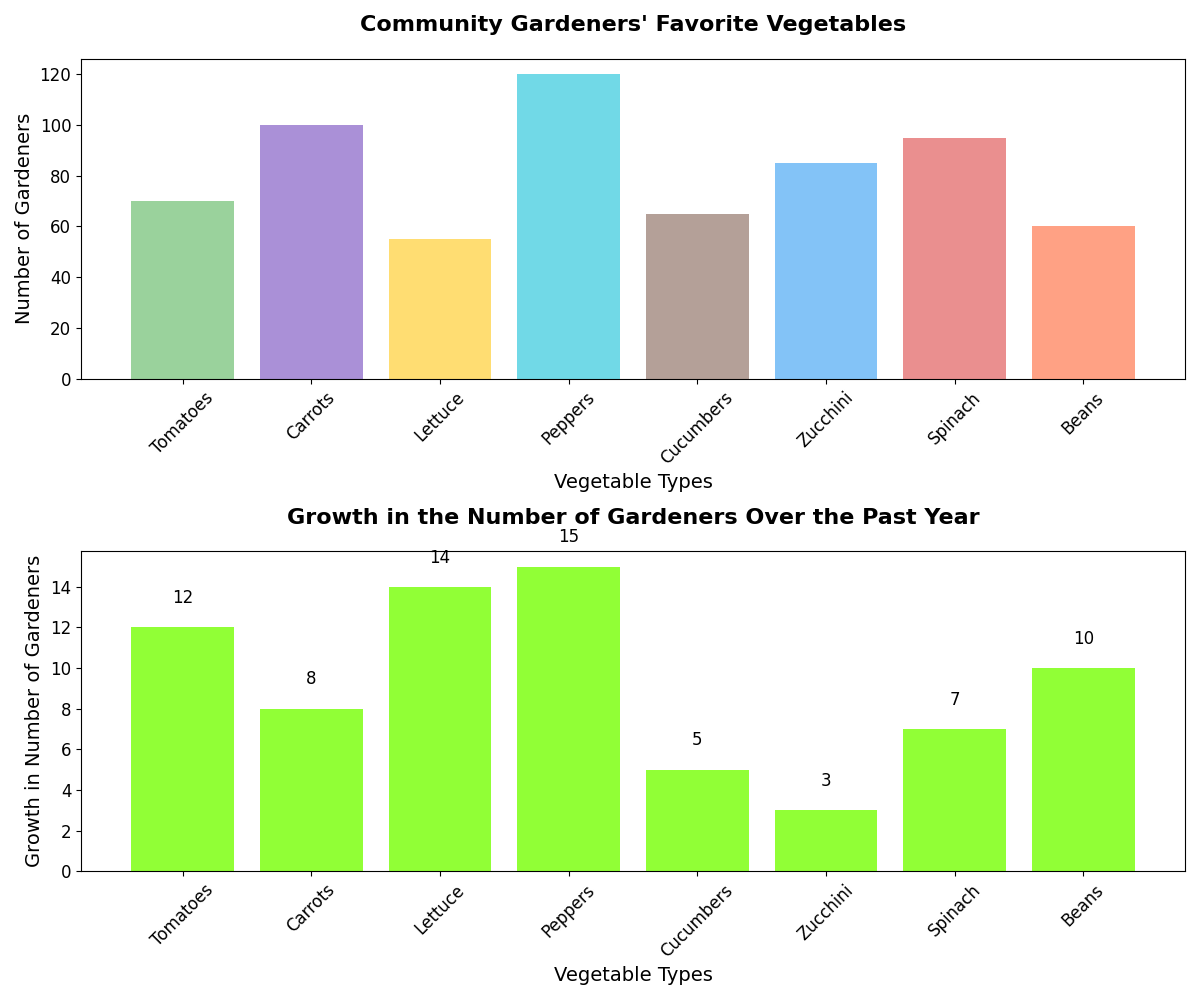 Community Gardeners' Favorite Vegetables
Number of Gardeners
120
100
80
60
40
20
0
Tomatoes
Carrots
Lettuce
Peppers
Cucumbers
Zucchini
Spinach
Beans
Vegetable Types
Growth in the Number of Gardeners Over the Past Year
Growth in Number of Gardeners
14
12
10
8
6
4
2
0
12
8
14
15
5
3
7
10
Tomatoes
Carrots
Lettuce
Peppers
Cucumbers
Zucchini
Spinach
Beans
Vegetable Types